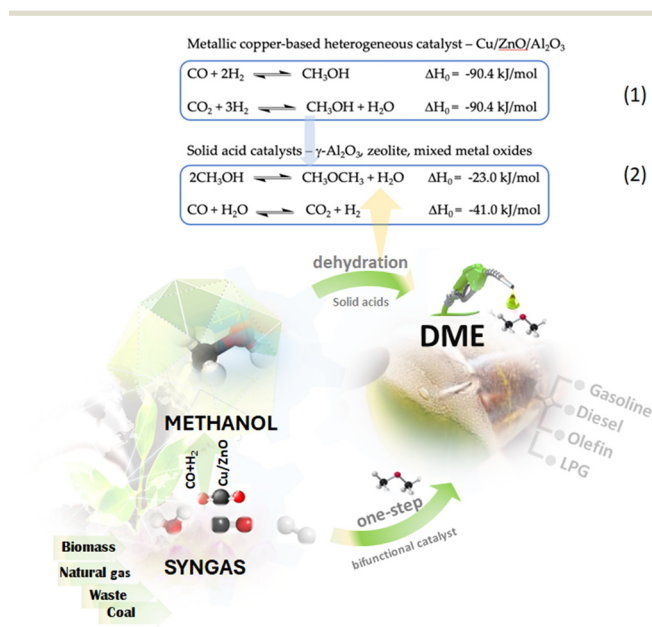 Metallic copper-based heterogeneous catalyst – Cu/ZnO/Al₂O₃
CO + 2H₂ ⇌ CH₃OH ΔH₀ = -90.4 kJ/mol
(1)
CO₂ + 3H₂ ⇌ CH₃OH + H₂O ΔH₀ = -90.4 kJ/mol
Solid acid catalysts – γ-Al₂O₃, zeolite, mixed metal oxides
2CH₃OH ⇌ CH₃OCH₃ + H₂O ΔH₀ = -23.0 kJ/mol
(2)
CO + H₂O ⇌ CO₂ + H₂ ΔH₀ = -41.0 kJ/mol
dehydration
Solid acids
DME
METHANOL
CO+H₂
Cu/ZnO
Gasoline
Diesel
Olefin
LPG
one-step
bifunctional catalyst
SYNGAS
Biomass
Natural gas
Waste
Coal